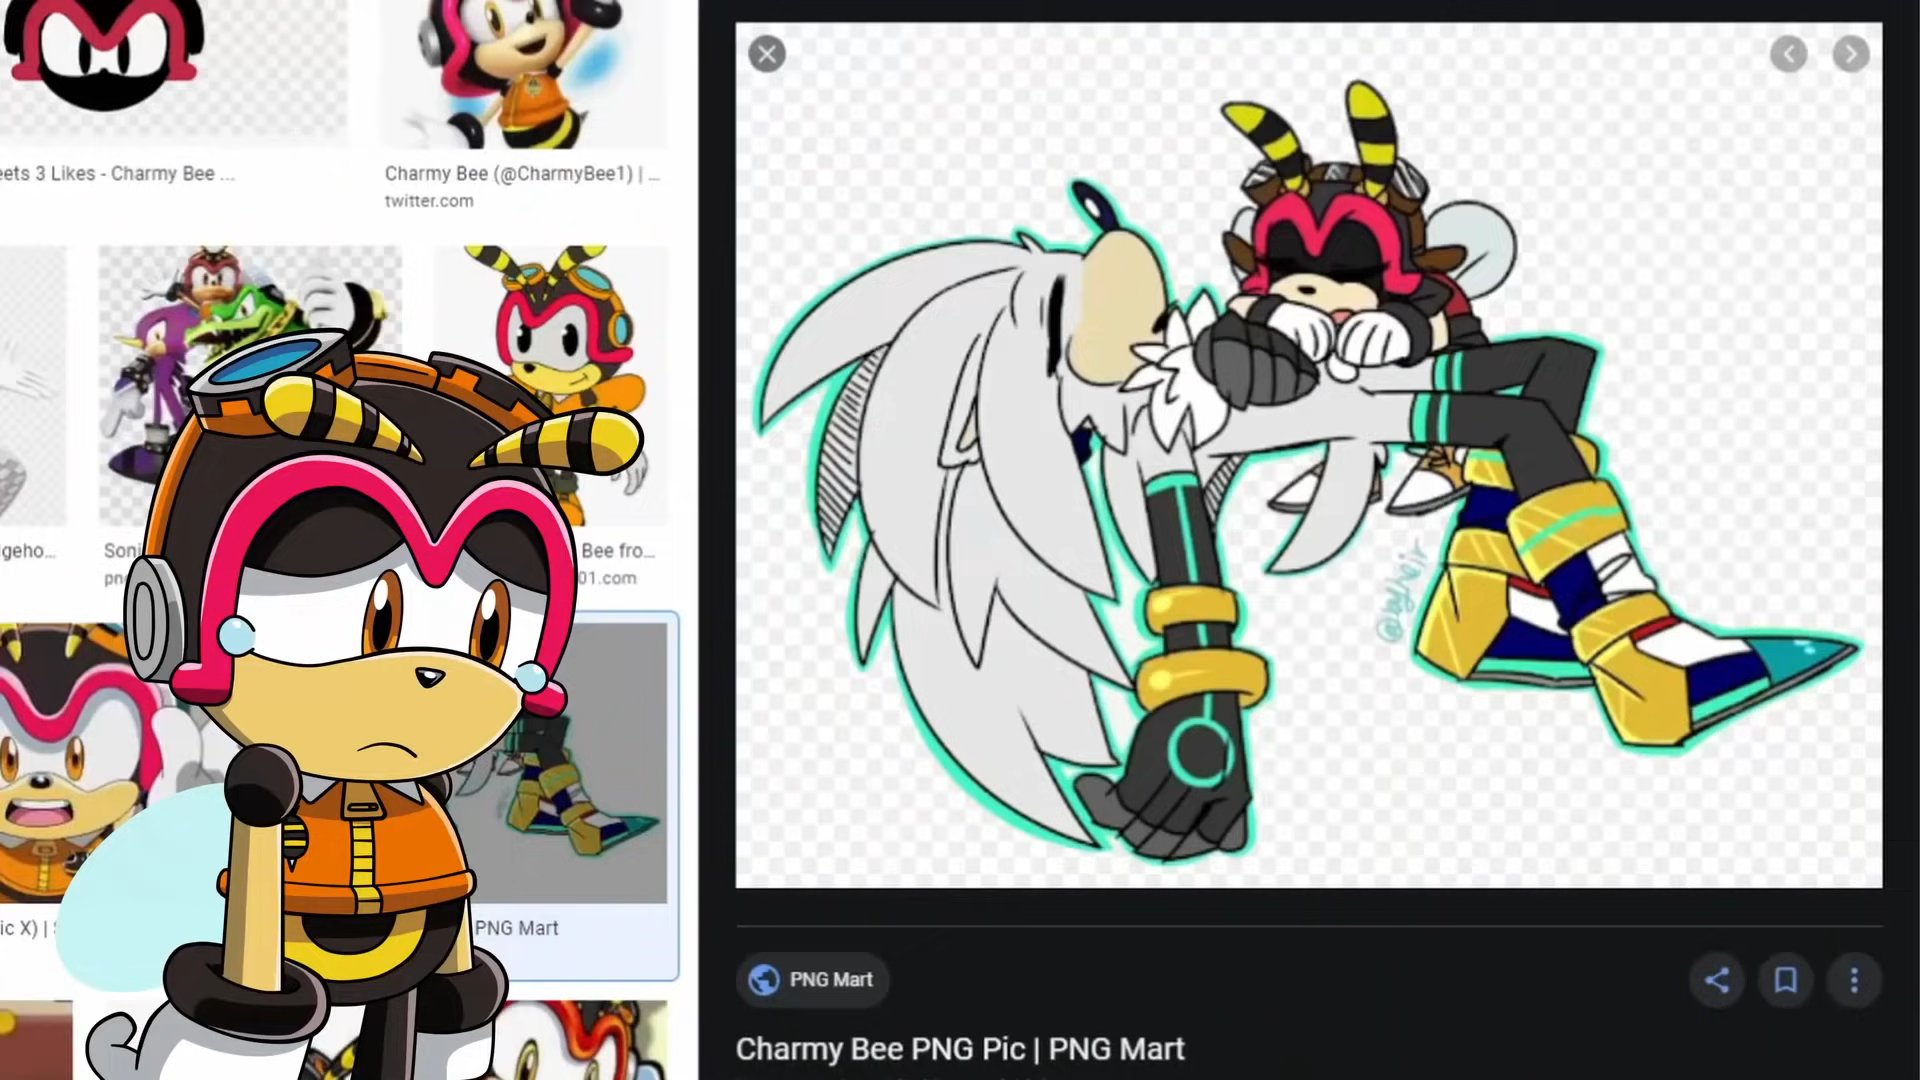 eets 3 Likes - Charmy Bee ...
Charmy Bee (@CharmyBee1) | ...
twitter.com
geho...
Soni
Bee fro...
pn
01.com
ic X) | S
PNG Mart
PNG Mart
Charmy Bee PNG Pic | PNG Mart